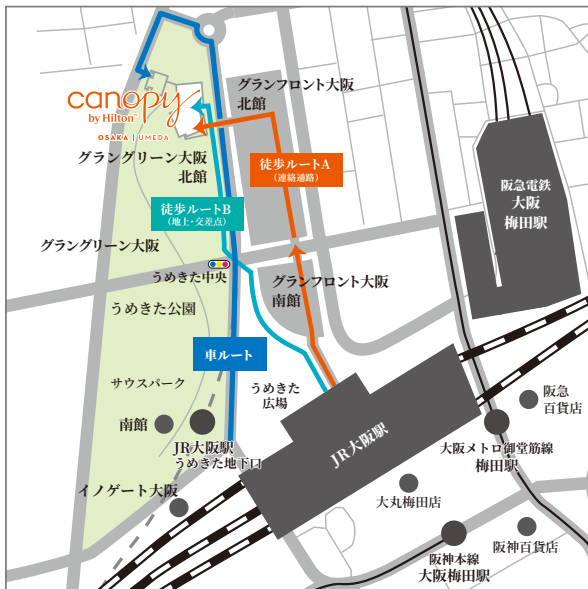 グランフロント大阪
北館
canopy
by Hilton™
OSAKA | UMEDA
グラングリーン大阪
北館
徒歩ルートA
(連絡通路)
阪急電鉄
大阪
梅田駅
徒歩ルートB
(地上・交差点)
グラングリーン大阪
うめきた中央
グランフロント大阪
南館
うめきた公園
車ルート
サウスパーク
うめきた
広場
阪急
百貨店
南館
JR大阪駅
うめきた地下口
JR大阪駅
大阪メトロ御堂筋線
梅田駅
イノゲート大阪
大丸梅田店
阪神百貨店
阪神本線
大阪梅田駅